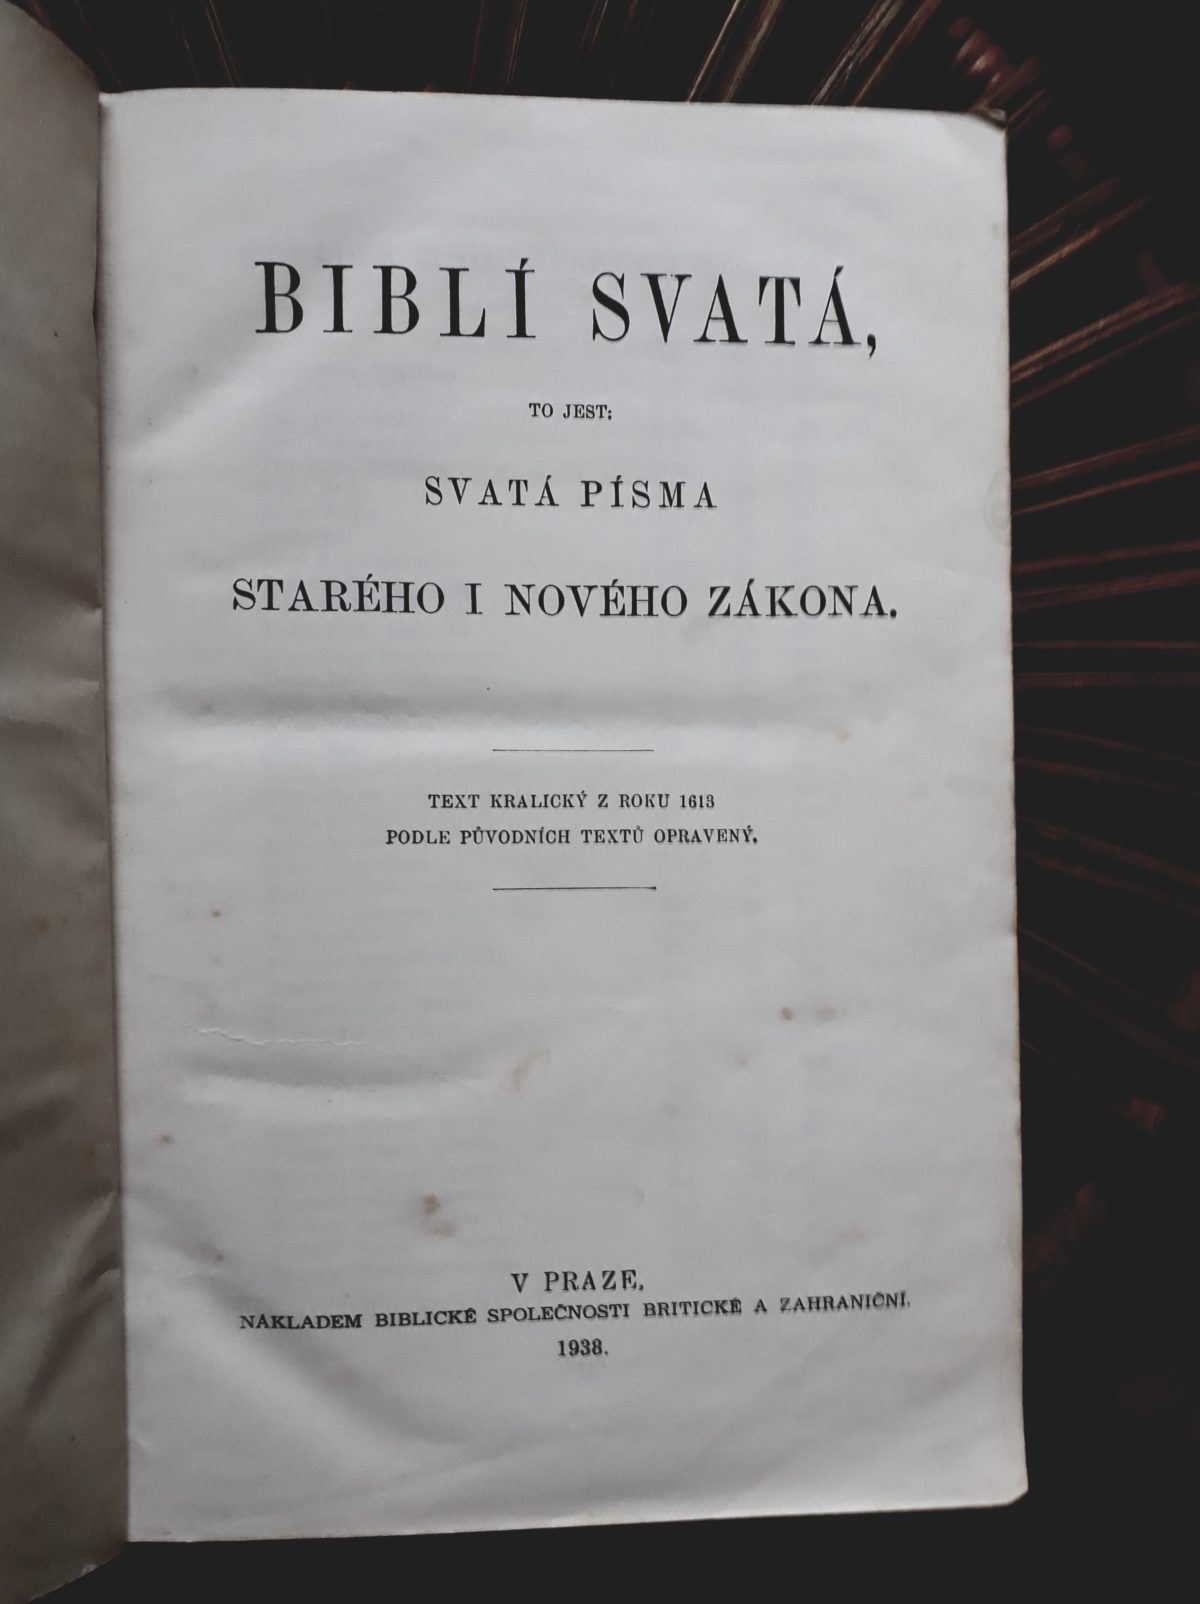 BIBLÍ SVATÁ,
TO JEST:
SVATÁ PÍSMA
STARÉHO I NOVÉHO ZÁKONA.
TEXT KRALICKÝ Z ROKU 1613
PODLE PŮVODNÍCH TEXTŮ OPRAVENÝ.
V PRAZE,
NÁKLADEM BIBLICKÉ SPOLEČNOSTI BRITICKÉ A ZAHRANIČNÍ.
1938.